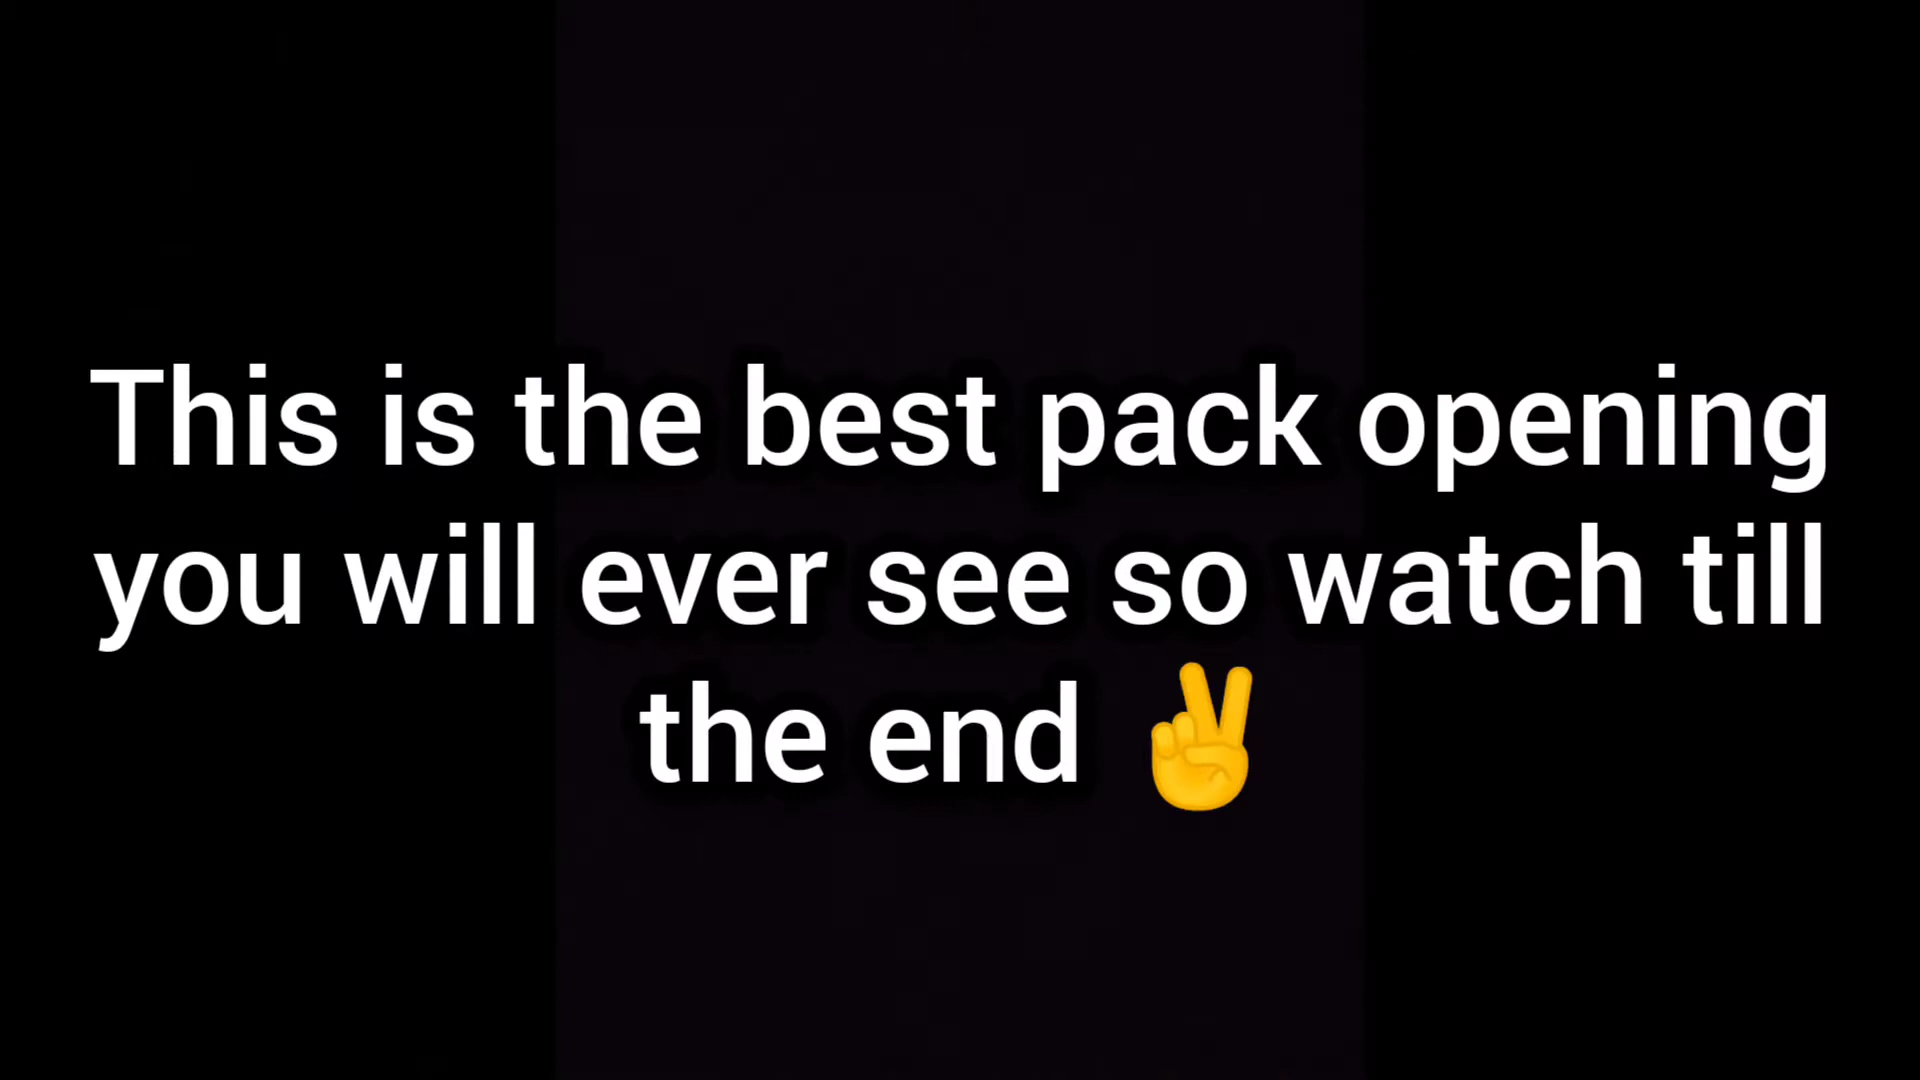 This is the best pack opening
you will ever see so watch till
the end ✌️